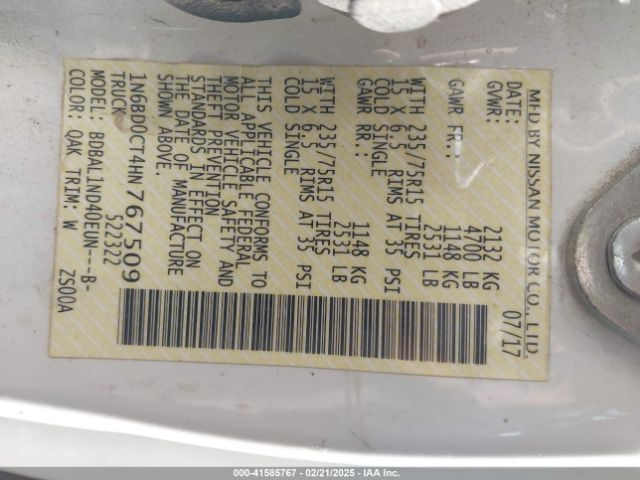 MFD BY NISSAN MOTOR CO., LTD.
DATE: 07/17
GVWR: 2132 KG
4700 LB
GAWR FR.: 1148 KG
2531 LB
WITH 235/75R15 TIRES
15 X 6.5 RIMS AT 35 PSI
COLD SINGLE
GAWR RR.: 1148 KG
2531 LB
WITH 235/75R15 TIRES
15 X 6.5 RIMS AT 35 PSI
COLD SINGLE
THIS VEHICLE CONFORMS TO
ALL APPLICABLE FEDERAL
MOTOR VEHICLE SAFETY AND
THEFT PREVENTION
STANDARDS IN EFFECT ON
THE DATE OF MANUFACTURE
SHOWN ABOVE.
1N6BD0CT4HN767509
TRUCK 522322
MODEL: BDBAL1ND40EUN---B-
COLOR: QAK TRIM: W ZS00A
000-41585767 - 02/21/2025 - IAA Inc.